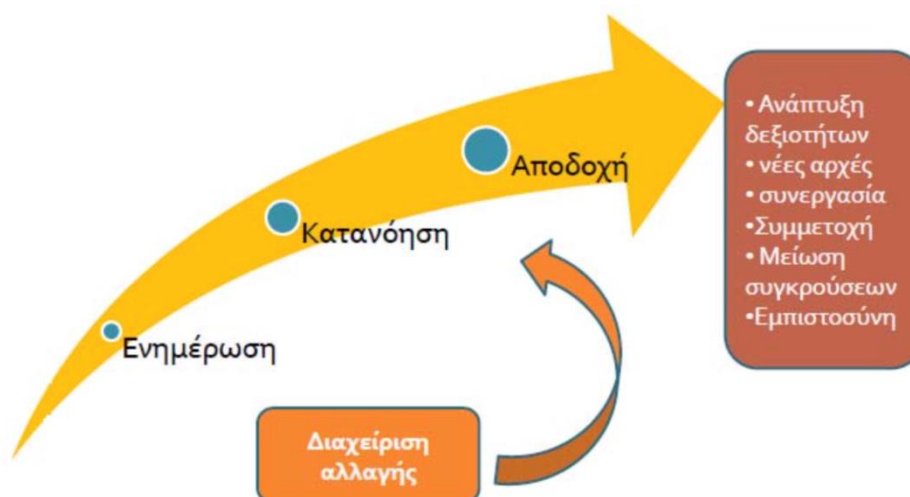 Ενημέρωση
Κατανόηση
Αποδοχή
Διαχείριση
αλλαγής
• Ανάπτυξη
δεξιοτήτων
• νέες αρχές
• συνεργασία
•Συμμετοχή
• Μείωση
συγκρούσεων
•Εμπιστοσύνη